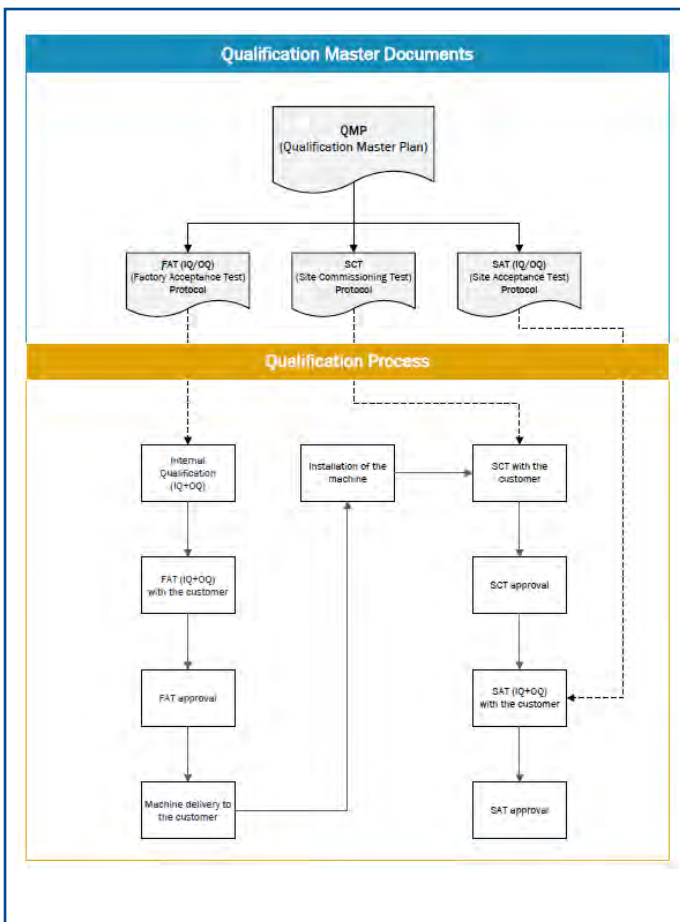 Qualification Master Documents
QMP
(Qualification Master Plan)
FAT (IQ/OQ)
(Factory Acceptance Test)
Protocol
SCT
(Site Commissioning Test)
Protocol
SAT (IQ/OQ)
(Site Acceptance Test)
Protocol
Qualification Process
Internal
Qualification
(IQ+OQ)
Installation of the
machine
SCT with the
customer
FAT (IQ+OQ)
with the customer
SCT approval
FAT approval
SAT (IQ+OQ)
with the customer
Machine delivery to
the customer
SAT approval